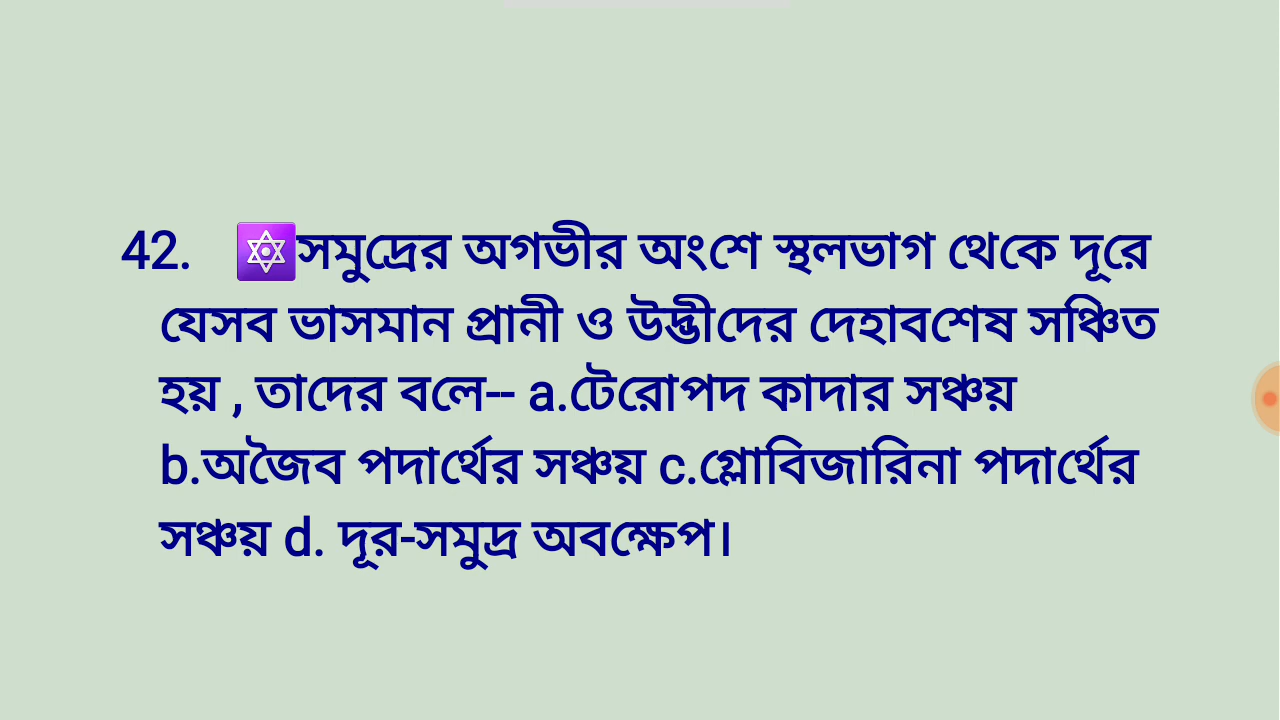 42. 🔯সমুদ্রের অগভীর অংশে স্থলভাগ থেকে দূরে
যেসব ভাসমান প্রানী ও উদ্ভীদের দেহাবশেষ সঞ্চিত
হয় , তাদের বলে-- a.টেরোপদ কাদার সঞ্চয়
b.অজৈব পদার্থের সঞ্চয় c.গ্লোবিজারিনা পদার্থের
সঞ্চয় d. দূর-সমুদ্র অবক্ষেপ।